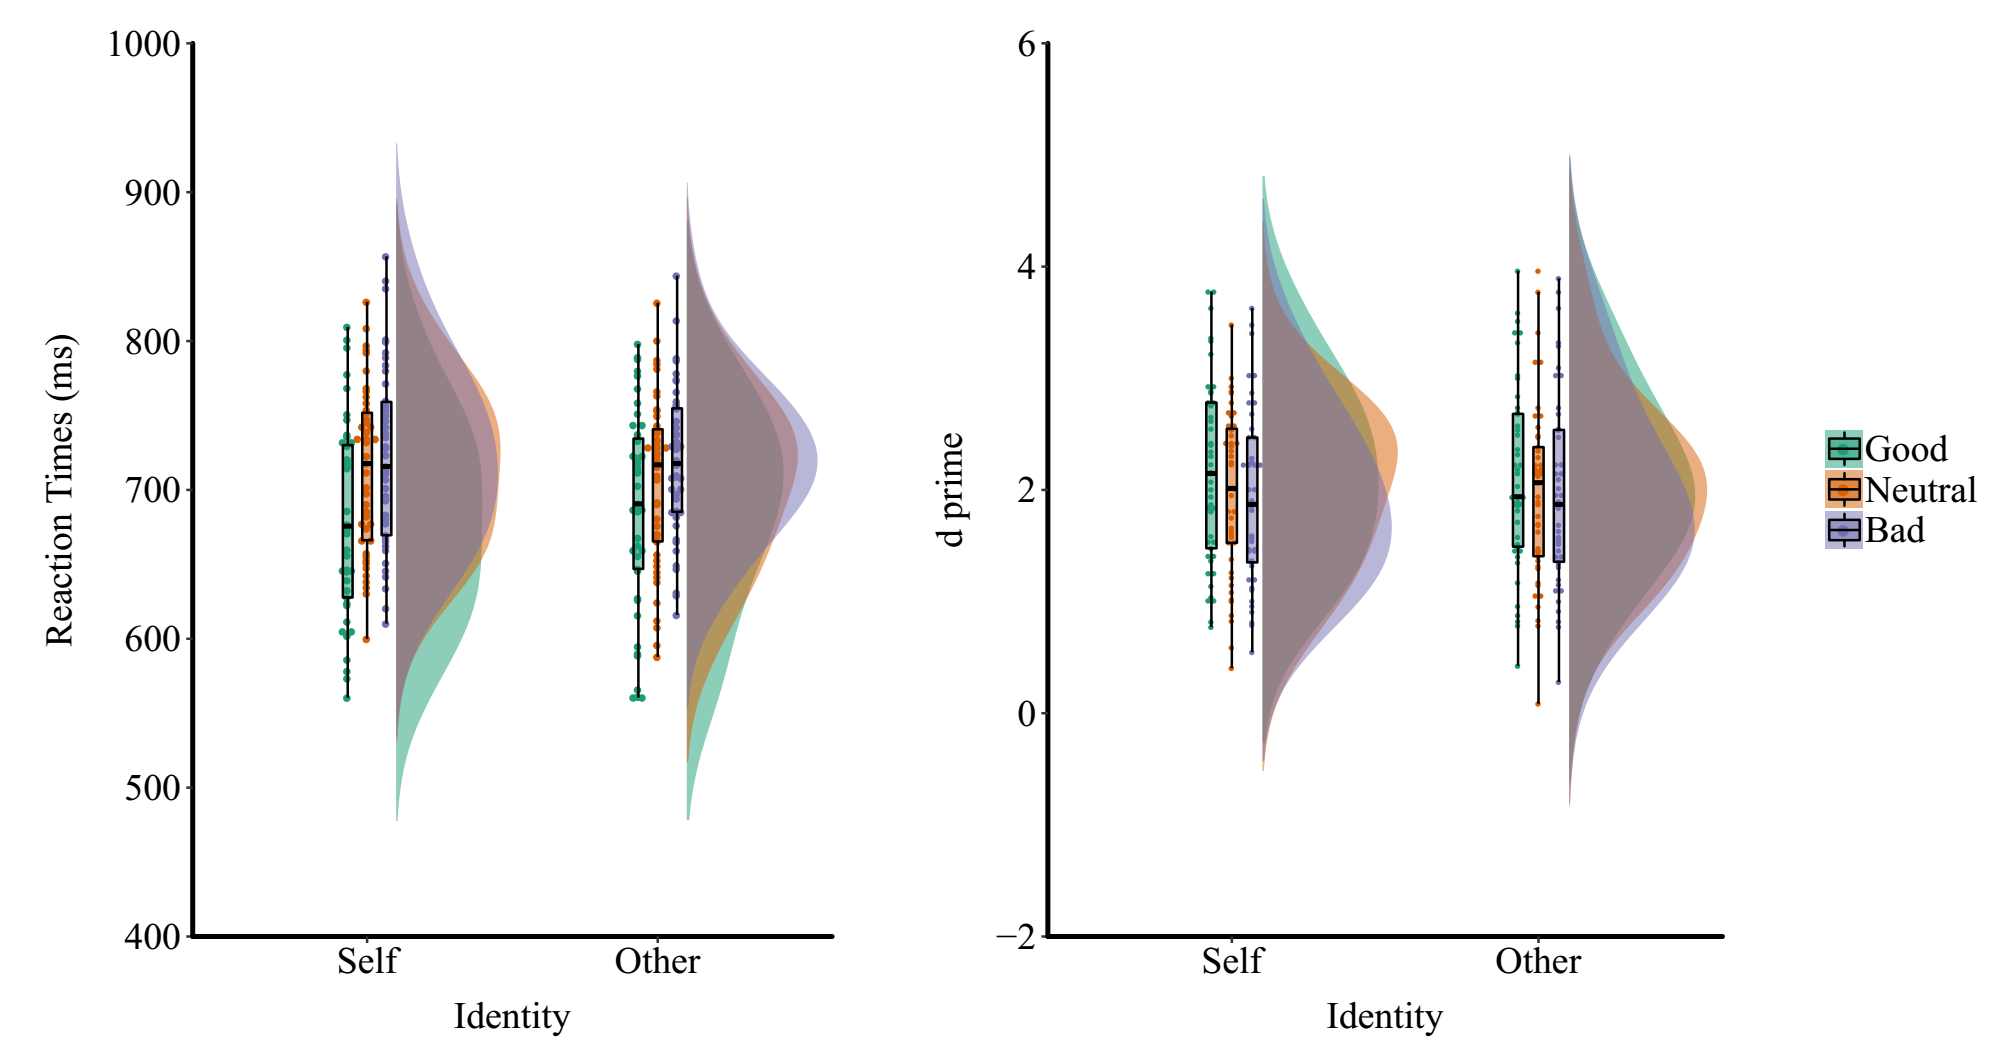 1000
900
800
700
600
500
400
Reaction Times (ms)
Self
Other
Identity
6
4
2
0
−2
d prime
Self
Other
Identity
Good
Neutral
Bad